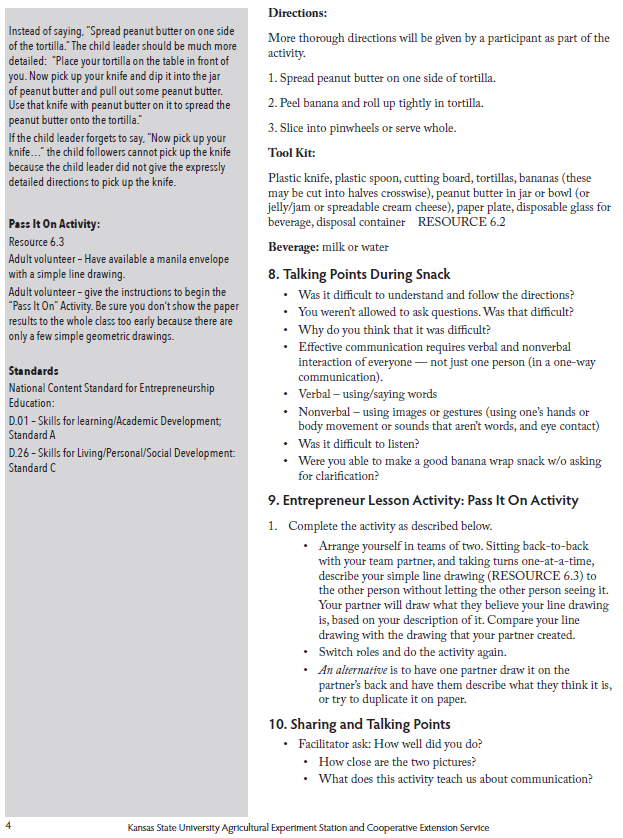 Instead of saying, “Spread peanut butter on one side
of the tortilla.” The child leader should be much more
detailed: “Place your tortilla on the table in front of
you. Now pick up your knife and dip it into the jar
of peanut butter and pull out some peanut butter.
Use that knife with peanut butter on it to spread the
peanut butter onto the tortilla.”
If the child leader forgets to say, “Now pick up your
knife…” the child followers cannot pick up the knife
because the child leader did not give the expressly
detailed directions to pick up the knife.
Pass It On Activity:
Resource 6.3
Adult volunteer – Have available a manila envelope
with a simple line drawing.
Adult volunteer – give the instructions to begin the
“Pass It On” Activity. Be sure you don't show the paper
results to the whole class too early because there are
only a few simple geometric drawings.
Standards
National Content Standard for Entrepreneurship
Education:
D.01 – Skills for learning/Academic Development;
Standard A
D.26 – Skills for Living/Personal/Social Development:
Standard C
Directions:
More thorough directions will be given by a participant as part of the
activity.
1. Spread peanut butter on one side of tortilla.
2. Peel banana and roll up tightly in tortilla.
3. Slice into pinwheels or serve whole.
Tool Kit:
Plastic knife, plastic spoon, cutting board, tortillas, bananas (these
may be cut into halves crosswise), peanut butter in jar or bowl (or
jelly/jam or spreadable cream cheese), paper plate, disposable glass for
beverage, disposal container RESOURCE 6.2
Beverage: milk or water
8. Talking Points During Snack
• Was it difficult to understand and follow the directions?
• You weren't allowed to ask questions. Was that difficult?
• Why do you think that it was difficult?
• Effective communication requires verbal and nonverbal
interaction of everyone — not just one person (in a one-way
communication).
• Verbal – using/saying words
• Nonverbal – using images or gestures (using one's hands or
body movement or sounds that aren't words, and eye contact)
• Was it difficult to listen?
• Were you able to make a good banana wrap snack w/o asking
for clarification?
9. Entrepreneur Lesson Activity: Pass It On Activity
1. Complete the activity as described below.
• Arrange yourself in teams of two. Sitting back-to-back
with your team partner, and taking turns one-at-a-time,
describe your simple line drawing (RESOURCE 6.3) to
the other person without letting the other person seeing it.
Your partner will draw what they believe your line drawing
is, based on your description of it. Compare your line
drawing with the drawing that your partner created.
• Switch roles and do the activity again.
• An alternative is to have one partner draw it on the
partner's back and have them describe what they think it is,
or try to duplicate it on paper.
10. Sharing and Talking Points
• Facilitator ask: How well did you do?
• How close are the two pictures?
• What does this activity teach us about communication?
4
Kansas State University Agricultural Experiment Station and Cooperative Extension Service